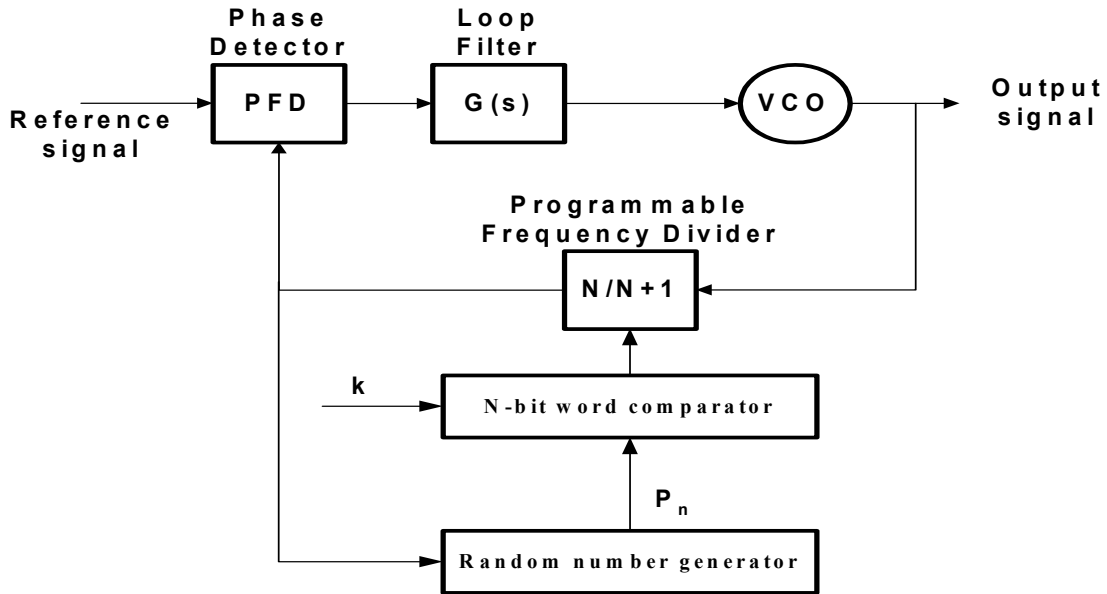 Phase
Detector
Loop
Filter
PFD
G(s)
VCO
Output
signal
Reference
signal
Programmable
Frequency Divider
N/N+1
k
N-bit word comparator
Pn
Random number generator